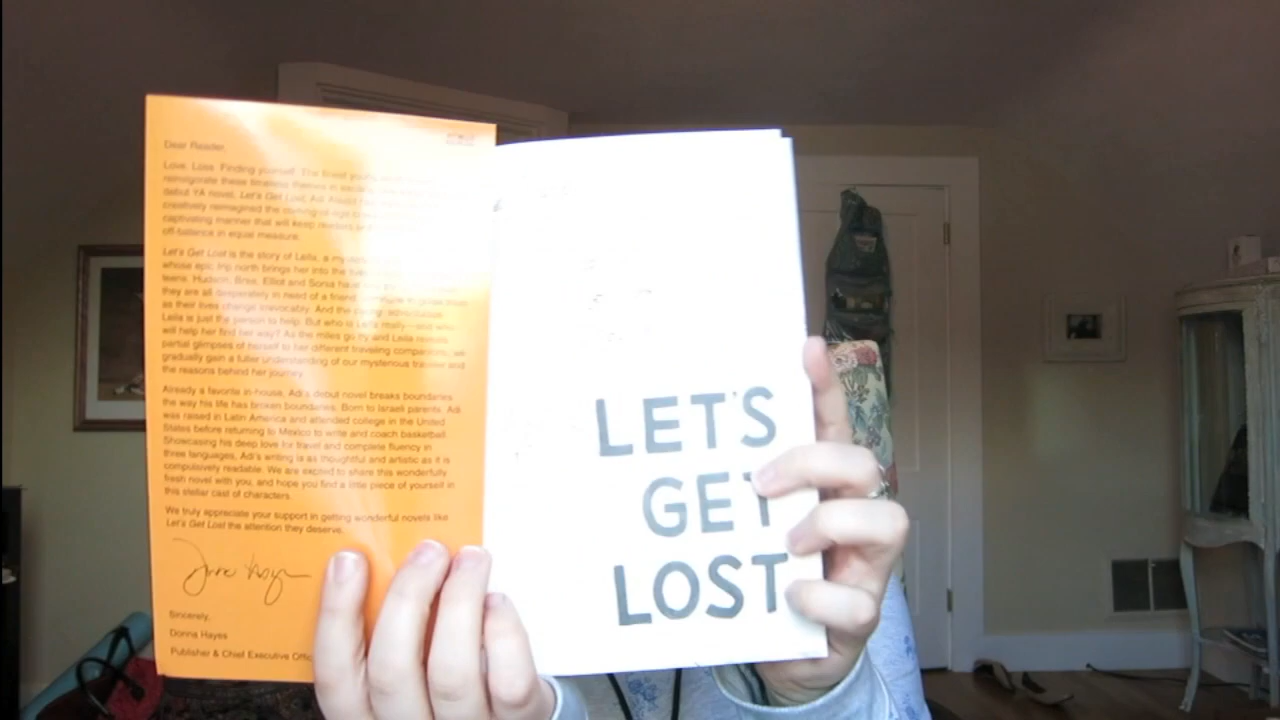 Dear Reader,
Love. Loss. Finding yourself. The finest young
reinvigorate these timeless themes in
debut YA novel, Let's Get Lost, Adi
creatively reimagined the coming-of-age
captivating manner that will keep readers
off-balance in equal measure.
Let's Get Lost is the story of Leila, a
whose epic trip north brings her into the
teens. Hudson, Bree, Elliot and Sonia have
they are all desperately in need of a friend
as their lives change irrevocably. And the
Leila is just the person to help. But who is Leila really—and who
will help her find her way? As the miles go by and Leila reveals
partial glimpses of herself to her different traveling companions, we
gradually gain a fuller understanding of our mysterious traveler and
the reasons behind her journey.
Already a favorite in-house, Adi's debut novel breaks boundaries
the way his life has broken boundaries. Born to Israeli parents, Adi
was raised in Latin America and attended college in the United
States before returning to Mexico to write and coach basketball.
Showcasing his deep love for travel and complete fluency in
three languages, Adi's writing is as thoughtful and artistic as it is
compulsively readable. We are excited to share this wonderfully
fresh novel with you, and hope you find a little piece of yourself in
this stellar cast of characters.
We truly appreciate your support in getting wonderful novels like
Let's Get Lost the attention they deserve.
Sincerely,
Donna Hayes
Publisher & Chief Executive Offic
LET'S
GET
LOST